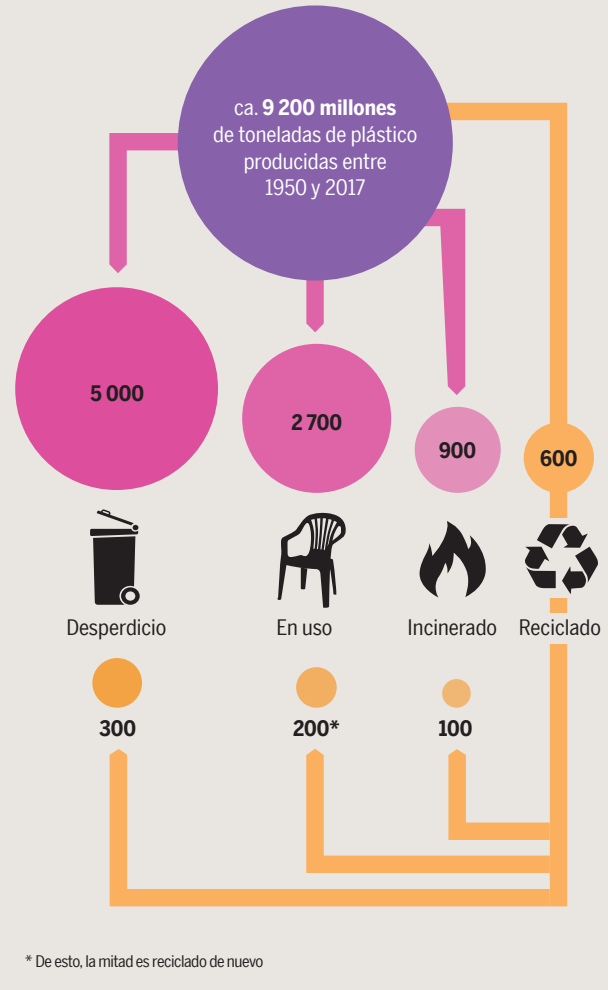 ca. 9 200 millones
de toneladas de plástico
producidas entre
1950 y 2017
5 000
2 700
900
600
Desperdicio
En uso
Incinerado
Reciclado
300
200*
100
* De esto, la mitad es reciclado de nuevo